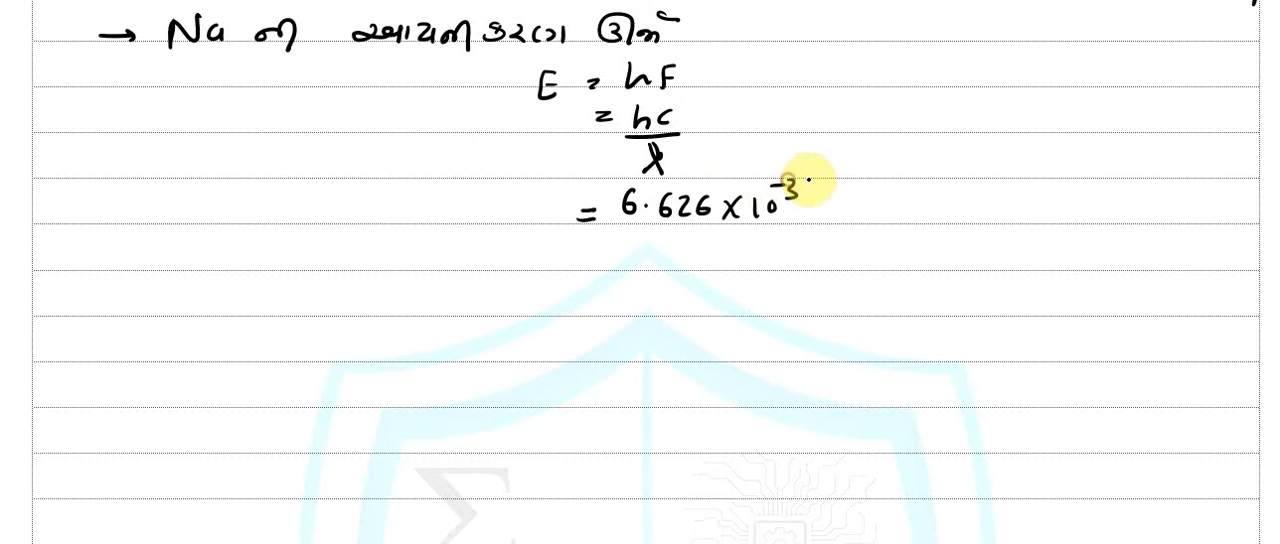 → Na ની આયનીકરણ ઊર્જા
E = hF
= hc
λ
= 6.626 × 10⁻³